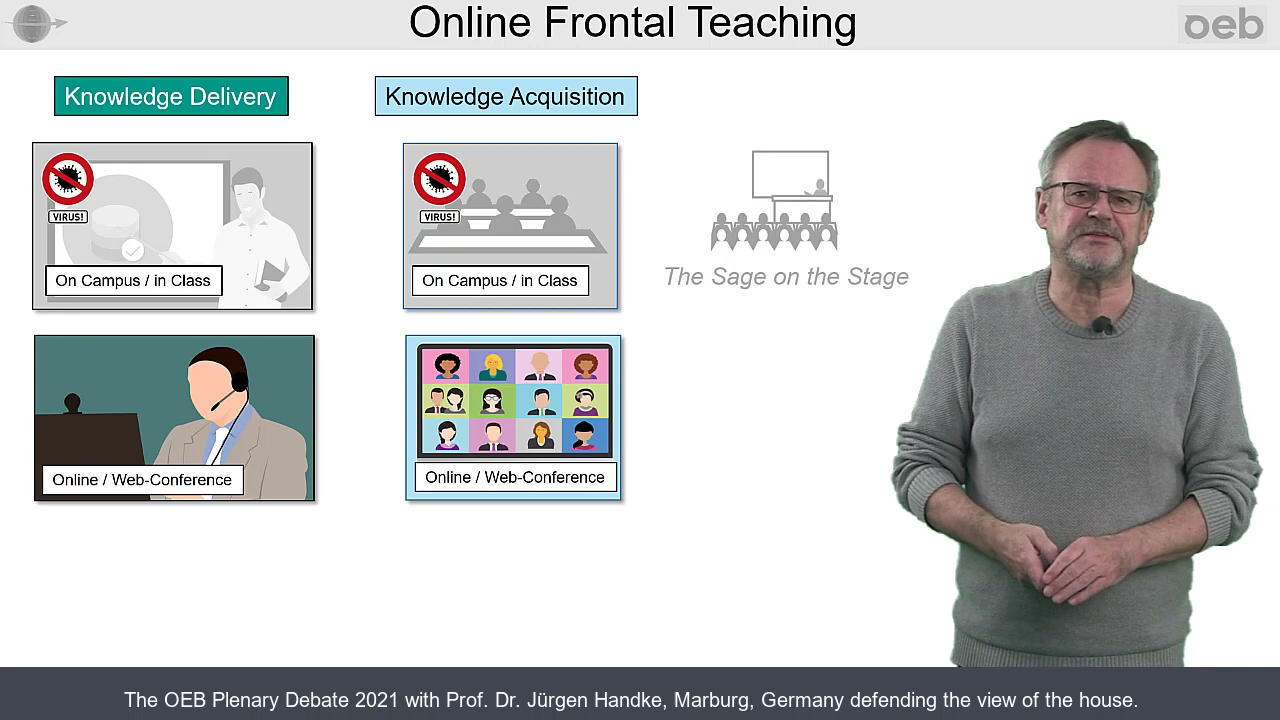 Online Frontal Teaching
oeb
Knowledge Delivery
Knowledge Acquisition
VIRUS!
On Campus / in Class
VIRUS!
On Campus / in Class
The Sage on the Stage
Online / Web-Conference
Online / Web-Conference
The OEB Plenary Debate 2021 with Prof. Dr. Jürgen Handke, Marburg, Germany defending the view of the house.